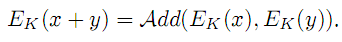 E_K(x + y) = Add(E_K(x), E_K(y)).